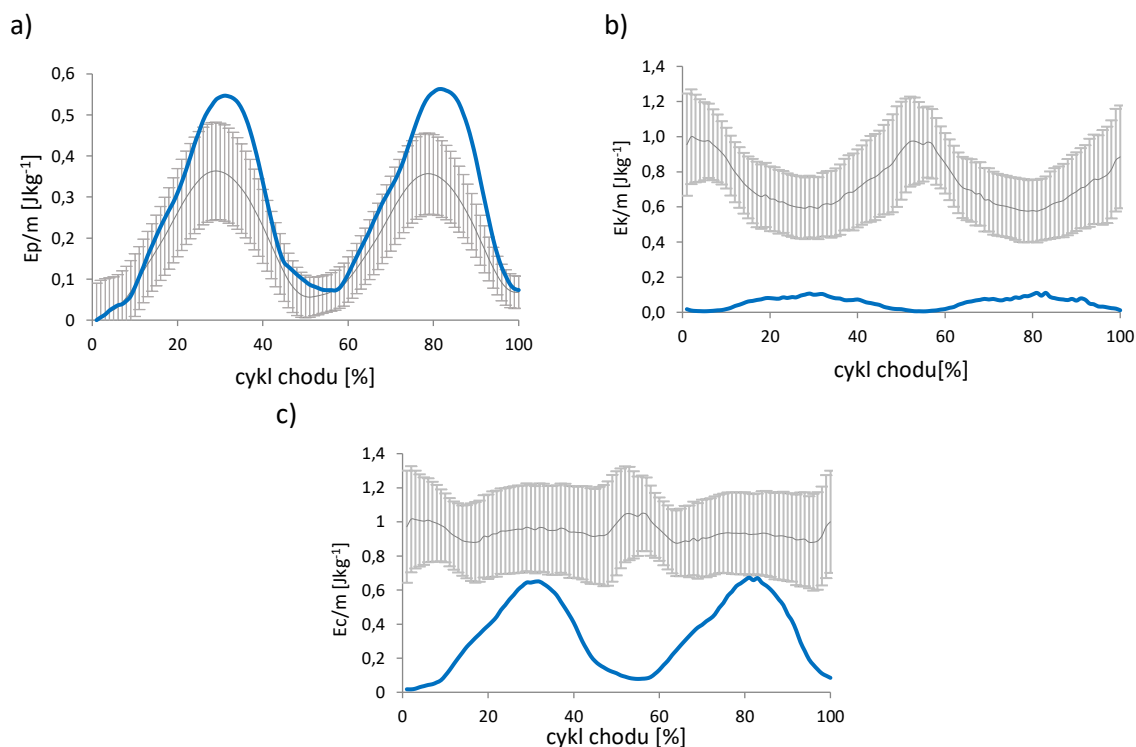 a)
Ep/m [Jkg⁻¹]
0,6
0,5
0,4
0,3
0,2
0,1
0
0 20 40 60 80 100
cykl chodu [%]
b)
Ek/m [Jkg⁻¹]
1,4
1,2
1,0
0,8
0,6
0,4
0,2
0,0
0 20 40 60 80 100
cykl chodu[%]
c)
Ec/m [Jkg⁻¹]
1,4
1,2
1
0,8
0,6
0,4
0,2
0
0 20 40 60 80 100
cykl chodu [%]